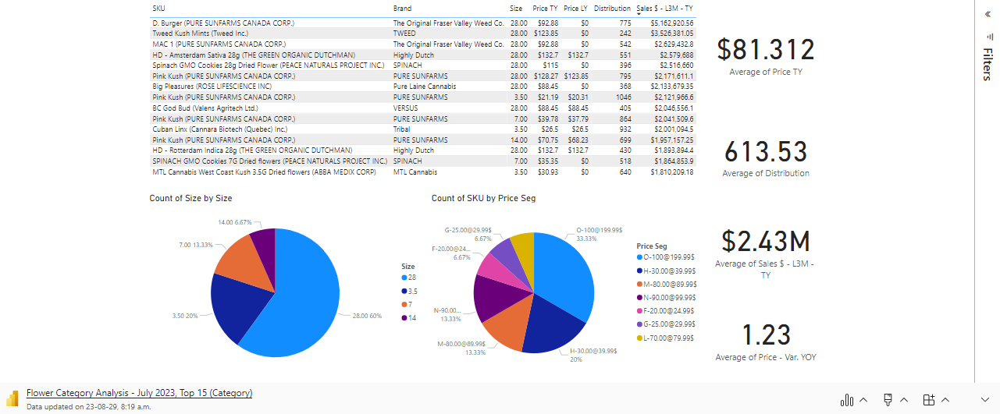 SKU Brand Size Price TY Price LY Distribution Sales $ - L3M - TY
D. Burger (PURE SUNFARMS CANADA CORP.) The Original Fraser Valley Weed Co. 28.00 $92.88 $0 775 $5,162,920.56
Tweed Kush Mints (Tweed Inc.) TWEED 28.00 $123.85 $0 242 $3,526,381.05
MAC 1 (PURE SUNFARMS CANADA CORP.) The Original Fraser Valley Weed Co. 28.00 $92.88 $0 542 $2,629,432.8
HD - Amsterdam Sativa 28g (THE GREEN ORGANIC DUTCHMAN) Highly Dutch 28.00 $132.7 $132.7 551 $2,579,688
Spinach GMO Cookies 28g Dried Flower (PEACE NATURALS PROJECT INC.) SPINACH 28.00 $115 $0 396 $2,516,660
Pink Kush (PURE SUNFARMS CANADA CORP.) PURE SUNFARMS 28.00 $128.27 $123.85 795 $2,171,611.1
Big Pleasures (ROSE LIFESCIENCE INC) Pure Laine Cannabis 28.00 $88.45 $0 368 $2,133,679.35
Pink Kush (PURE SUNFARMS CANADA CORP.) PURE SUNFARMS 3.50 $21.19 $20.31 1046 $2,121,966.6
BC God Bud (Valens Agritech Ltd.) VERSUS 28.00 $88.45 $88.45 405 $2,046,556.1
Pink Kush (PURE SUNFARMS CANADA CORP.) PURE SUNFARMS 7.00 $39.78 $37.79 864 $2,041,509.6
Cuban Linx (Cannara Biotech (Quebec) Inc.) Tribal 3.50 $26.5 $26.5 932 $2,001,094.5
Pink Kush (PURE SUNFARMS CANADA CORP.) PURE SUNFARMS 14.00 $70.75 $68.23 699 $1,957,157.25
HD - Rotterdam Indica 28g (THE GREEN ORGANIC DUTCHMAN) Highly Dutch 28.00 $132.7 $132.7 430 $1,893,894.4
SPINACH GMO Cookies 7G Dried flowers (PEACE NATURALS PROJECT INC.) SPINACH 7.00 $35.35 $0 518 $1,864,853.9
MTL Cannabis West Coast Kush 3.5G Dried flowers (ABBA MEDIX CORP) MTL Cannabis 3.50 $30.93 $0 640 $1,810,209.18
$81.312
Average of Price TY
613.53
Average of Distribution
$2.43M
Average of Sales $ - L3M -
TY
1.23
Average of Price - Var. YOY
Filters
Count of Size by Size
14.00 6.67%
7.00 13.33%
3.50 20%
28.00 60%
Size
28
3.5
7
14
Count of SKU by Price Seg
G-25.00@29.99$
6.67%
F-20.00@24...
6.67%
N-90.00...
13.33%
M-80.00@89.99$
13.33%
O-100@199.99$
33.33%
H-30.00@39.99$
20%
Price Seg
O-100@199.99$
H-30.00@39.99$
M-80.00@89.99$
N-90.00@99.99$
F-20.00@24.99$
G-25.00@29.99$
L-70.00@79.99$
Flower Category Analysis - July 2023, Top 15 (Category)
Data updated on 23-08-29, 8:19 a.m.